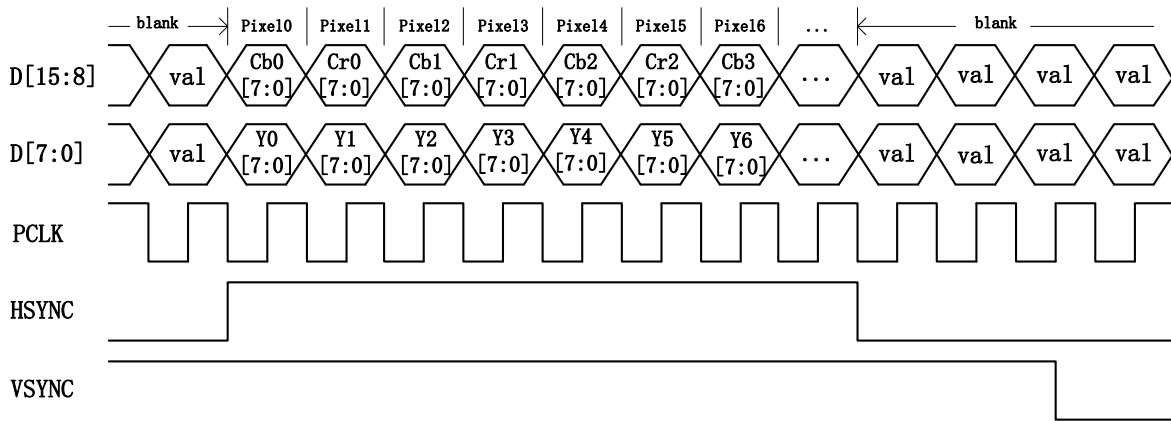 blank Pixel0 Pixel1 Pixel2 Pixel3 Pixel4 Pixel5 Pixel6 ... blank
D[15:8] val Cb0 [7:0] Cr0 [7:0] Cb1 [7:0] Cr1 [7:0] Cb2 [7:0] Cr2 [7:0] Cb3 [7:0] ... val val val val
D[7:0] val Y0 [7:0] Y1 [7:0] Y2 [7:0] Y3 [7:0] Y4 [7:0] Y5 [7:0] Y6 [7:0] ... val val val val
PCLK
HSYNC
VSYNC